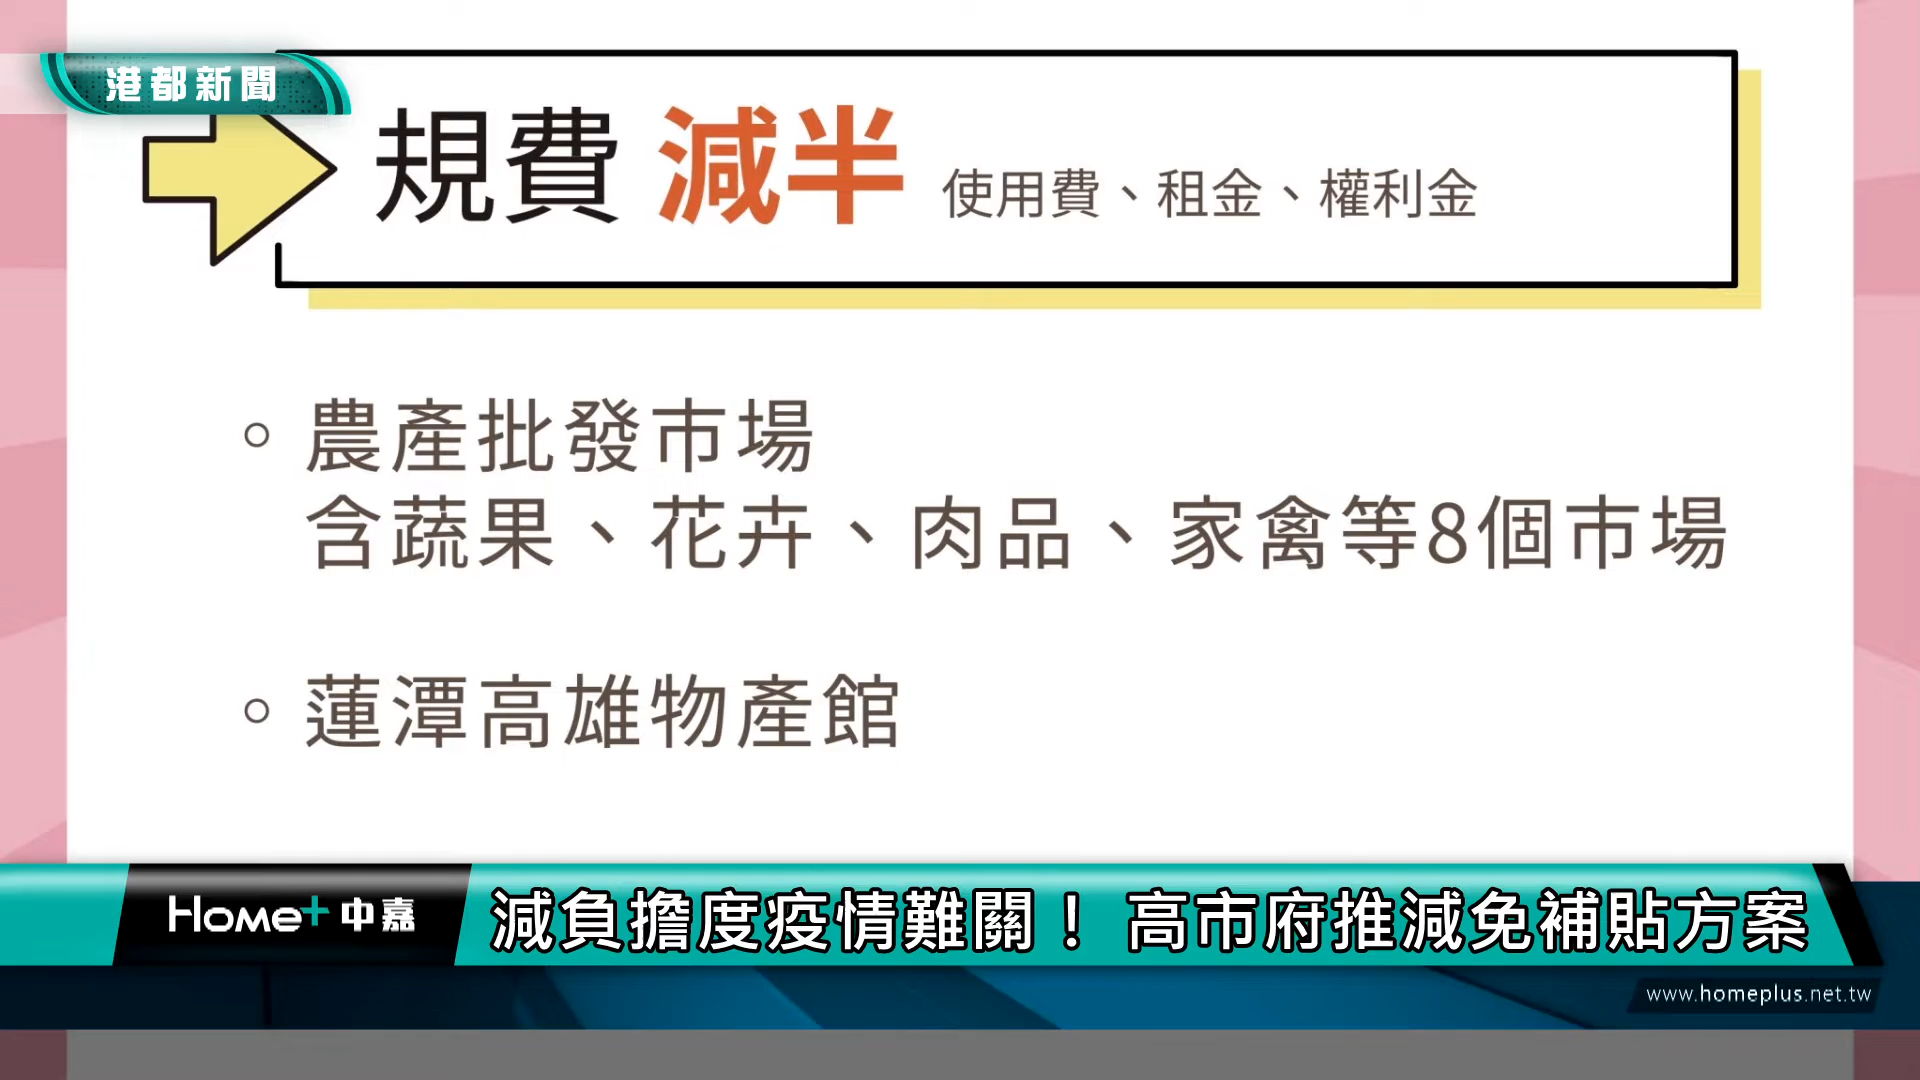 港都新聞
規費 減半 使用費、租金、權利金
。農產批發市場
含蔬果、花卉、肉品、家禽等8個市場
。蓮潭高雄物產館
Home+中嘉
減負擔度疫情難關！ 高市府推減免補貼方案
www.homeplus.net.tw